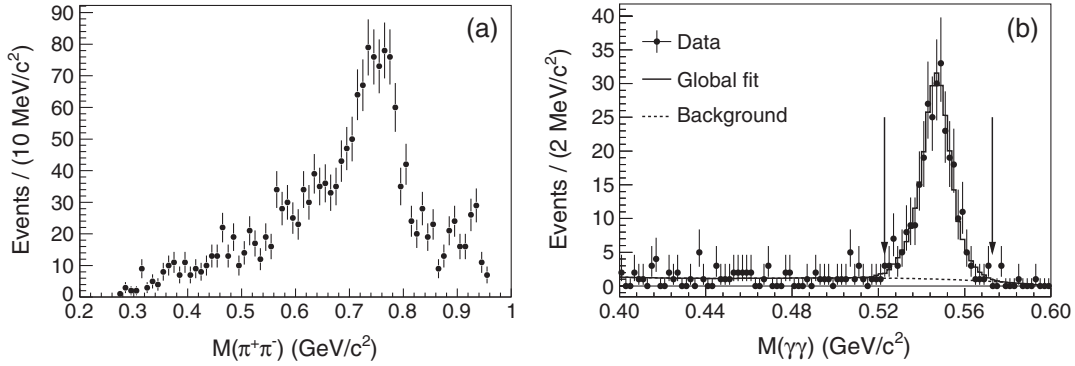 (a)
Events / (10 MeV/c²)
90
80
70
60
50
40
30
20
10
0
0.2 0.3 0.4 0.5 0.6 0.7 0.8 0.9 1
M(π⁺π⁻) (GeV/c²)
(b)
Data
Global fit
Background
Events / (2 MeV/c²)
40
35
30
25
20
15
10
5
0
0.40 0.44 0.48 0.52 0.56 0.60
M(γγ) (GeV/c²)